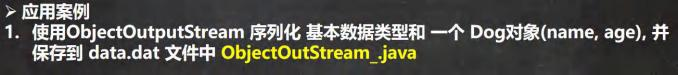 ➢ 应用案例
1. 使用ObjectOutputStream 序列化 基本数据类型和 一个 Dog对象(name, age), 并
保存到 data.dat 文件中 ObjectOutStream_.java